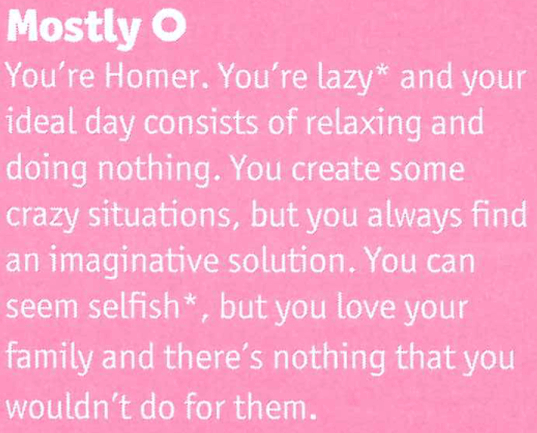 Mostly O
You're Homer. You're lazy* and your
ideal day consists of relaxing and
doing nothing. You create some
crazy situations, but you always find
an imaginative solution. You can
seem selfish*, but you love your
family and there's nothing that you
wouldn't do for them.